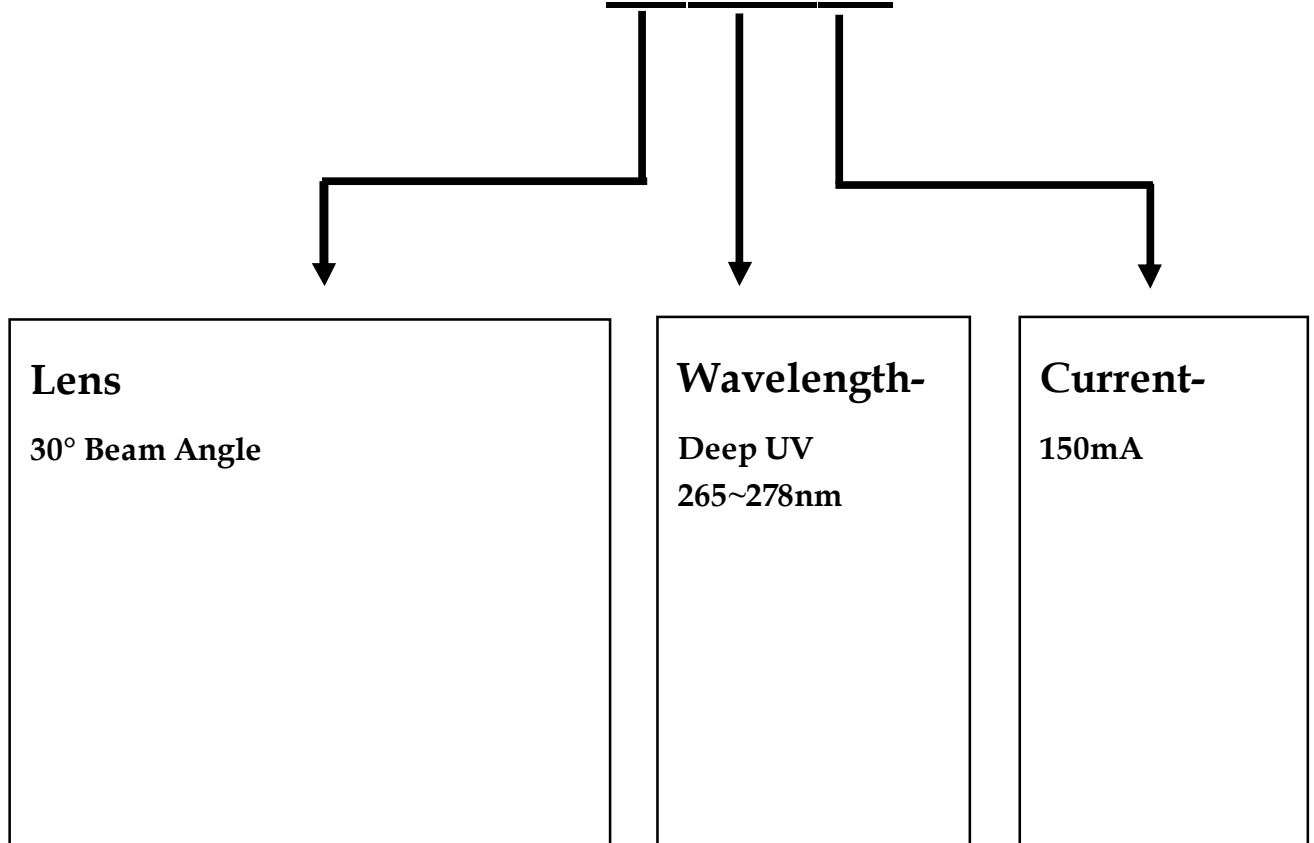 Lens
30° Beam Angle
Wavelength-
Deep UV
265~278nm
Current-
150mA